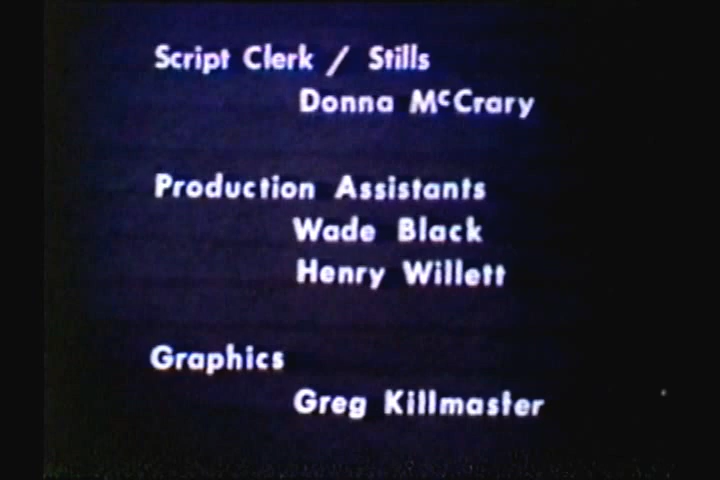 Script Clerk / Stills
Donna McCrary
Production Assistants
Wade Black
Henry Willett
Graphics
Greg Killmaster